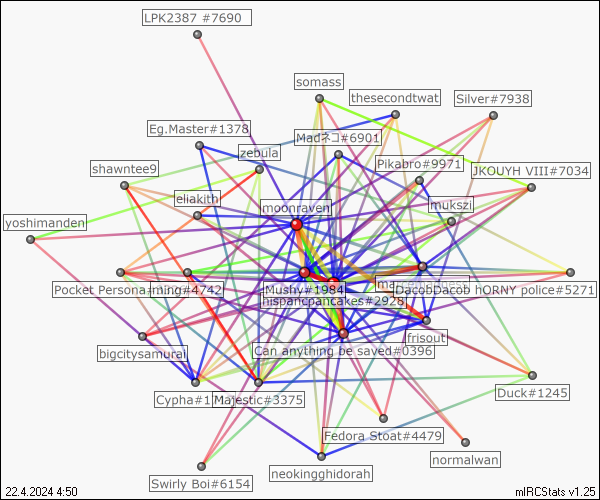 LPK2387 #7690
somass
thesecondtwat
Silver#7938
Eg.Master#1378
Madネコ#6901
zebula
Pikabro#9971
shawntee9
JKOUYH VIII#7034
eliakith
mukszi
moonraven
yoshimanden
Pocket Persona
ming#4742
Mushy#1984
DacobDacob
hORNY police#5271
hispancpancakes#2928
frisout
bigcitysamurai
Can anything be saved#0396
Duck#1245
Cypha#1
Majestic#3375
Fedora Stoat#4479
normalwan
neokingghidorah
Swirly Boi#6154
22.4.2024 4:50
mIRCStats v1.25